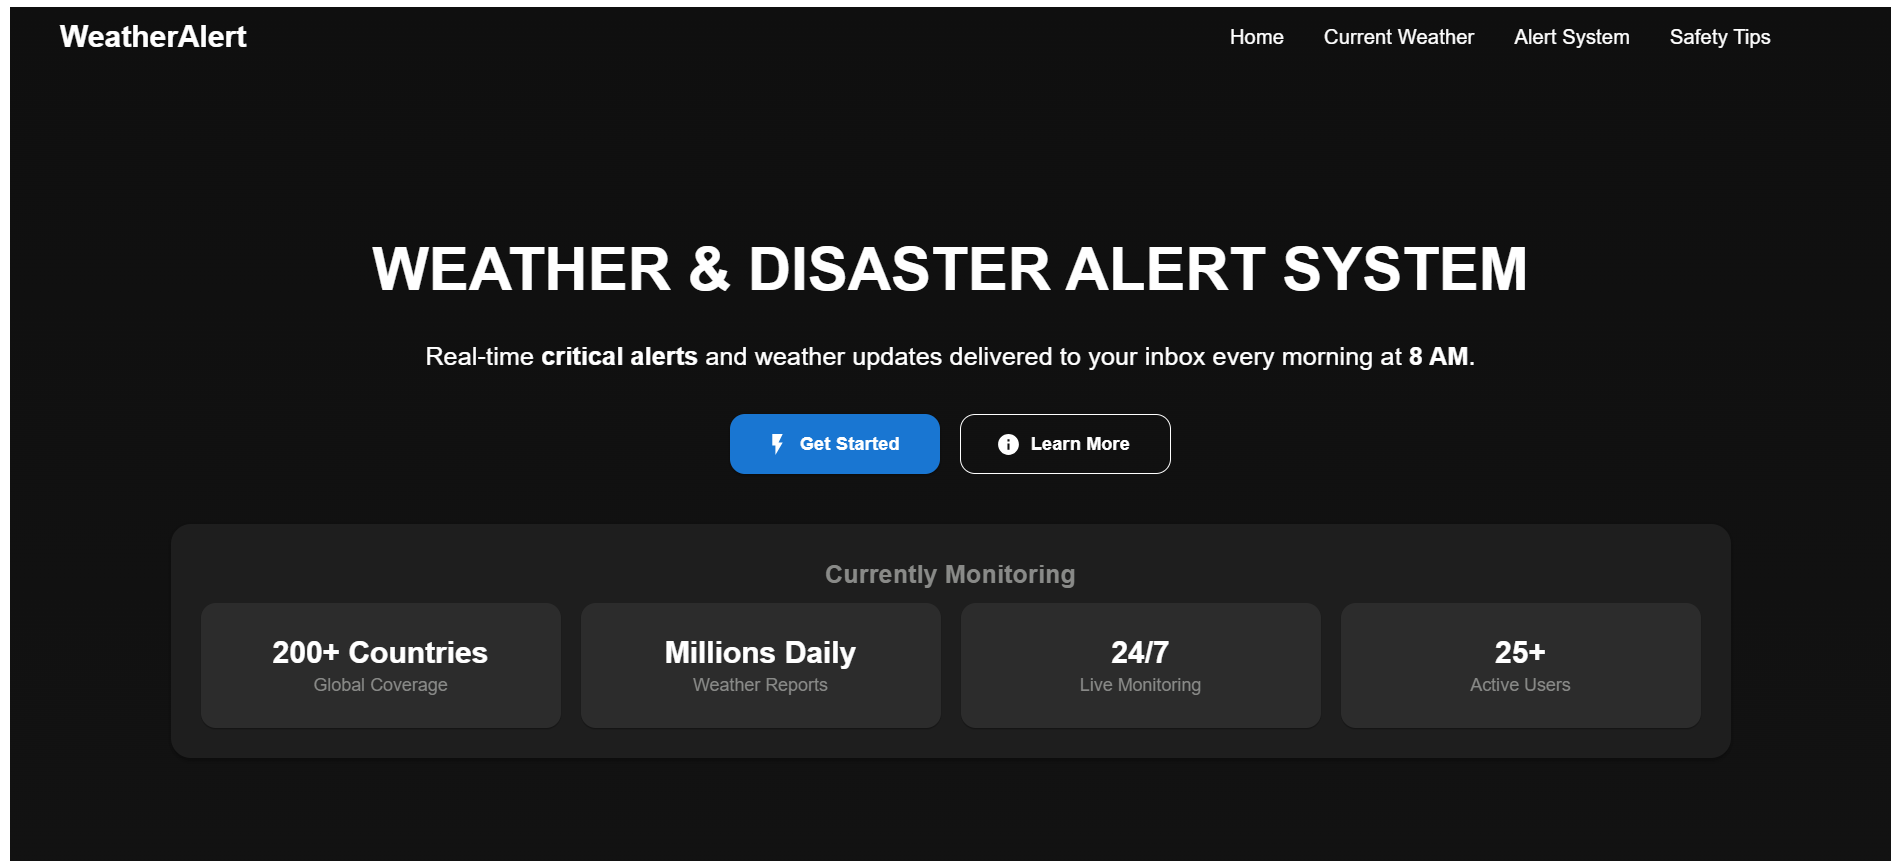 WeatherAlert
Home Current Weather Alert System Safety Tips
WEATHER & DISASTER ALERT SYSTEM
Real-time critical alerts and weather updates delivered to your inbox every morning at 8 AM.
Get Started Learn More
Currently Monitoring
200+ Countries
Global Coverage
Millions Daily
Weather Reports
24/7
Live Monitoring
25+
Active Users